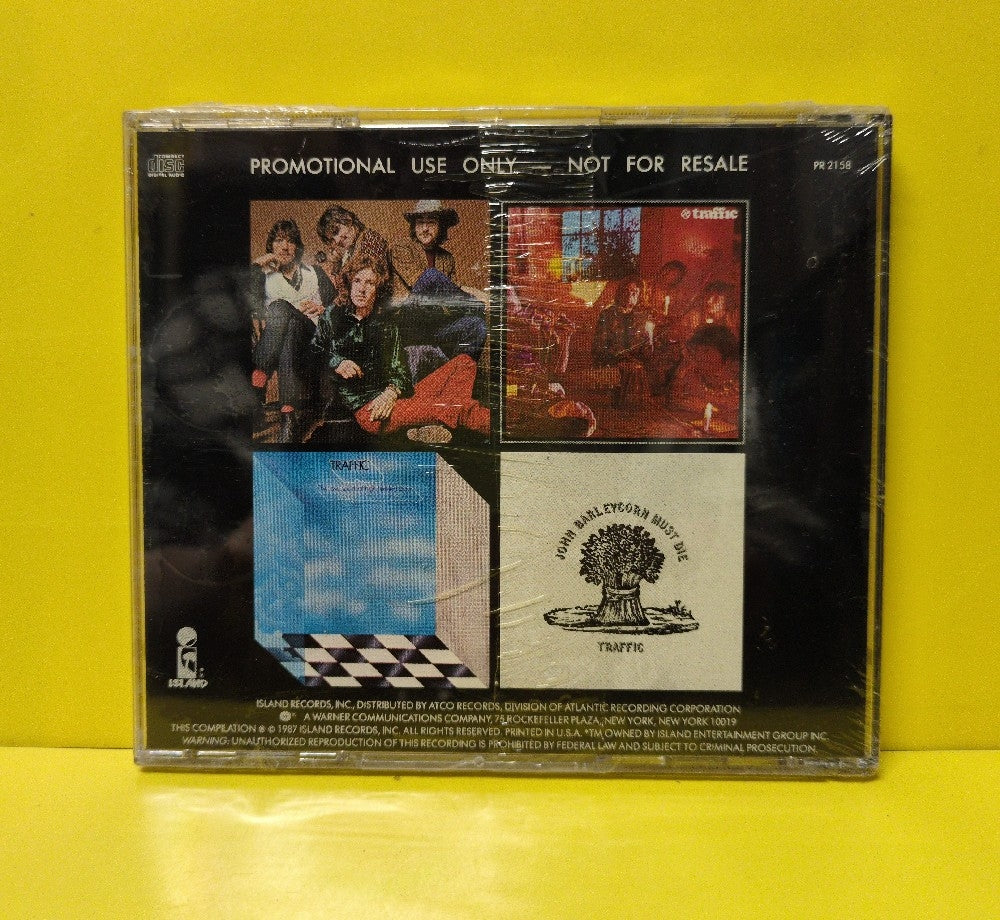 COMPACT
disc
DIGITAL AUDIO
PROMOTIONAL USE ONLY — NOT FOR RESALE
PR 2158
traffic
TRAFFIC
JOHN BARLEYCORN MUST DIE
TRAFFIC
ISLAND
ISLAND RECORDS, INC., DISTRIBUTED BY ATCO RECORDS, DIVISION OF ATLANTIC RECORDING CORPORATION
A WARNER COMMUNICATIONS COMPANY, 75 ROCKEFELLER PLAZA, NEW YORK, NEW YORK 10019
THIS COMPILATION ℗ © 1987 ISLAND RECORDS, INC. ALL RIGHTS RESERVED. PRINTED IN U.S.A. *TM OWNED BY ISLAND ENTERTAINMENT GROUP INC.
WARNING: UNAUTHORIZED REPRODUCTION OF THIS RECORDING IS PROHIBITED BY FEDERAL LAW AND SUBJECT TO CRIMINAL PROSECUTION.